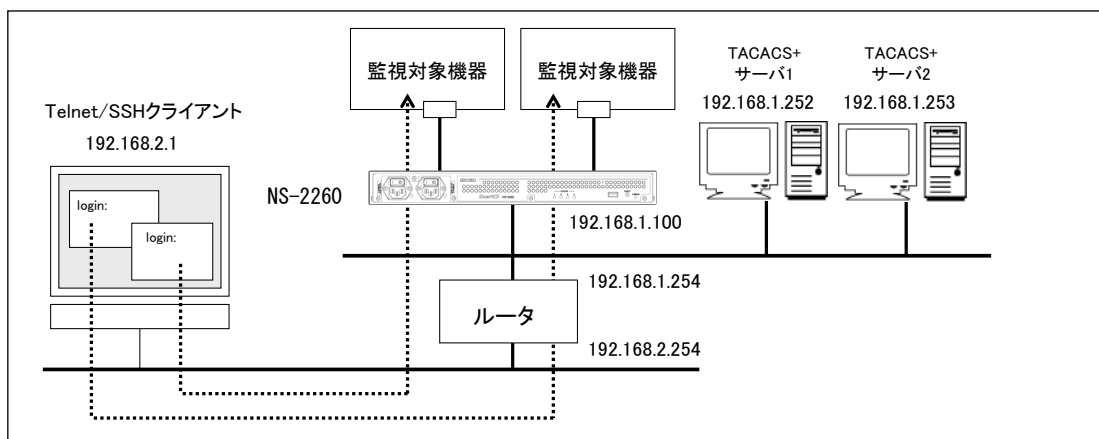 監視対象機器
監視対象機器
TACACS+
サーバ1
192.168.1.252
TACACS+
サーバ2
192.168.1.253
Telnet/SSHクライアント
192.168.2.1
login:
login:
NS-2260
192.168.1.100
192.168.1.254
ルータ
192.168.2.254